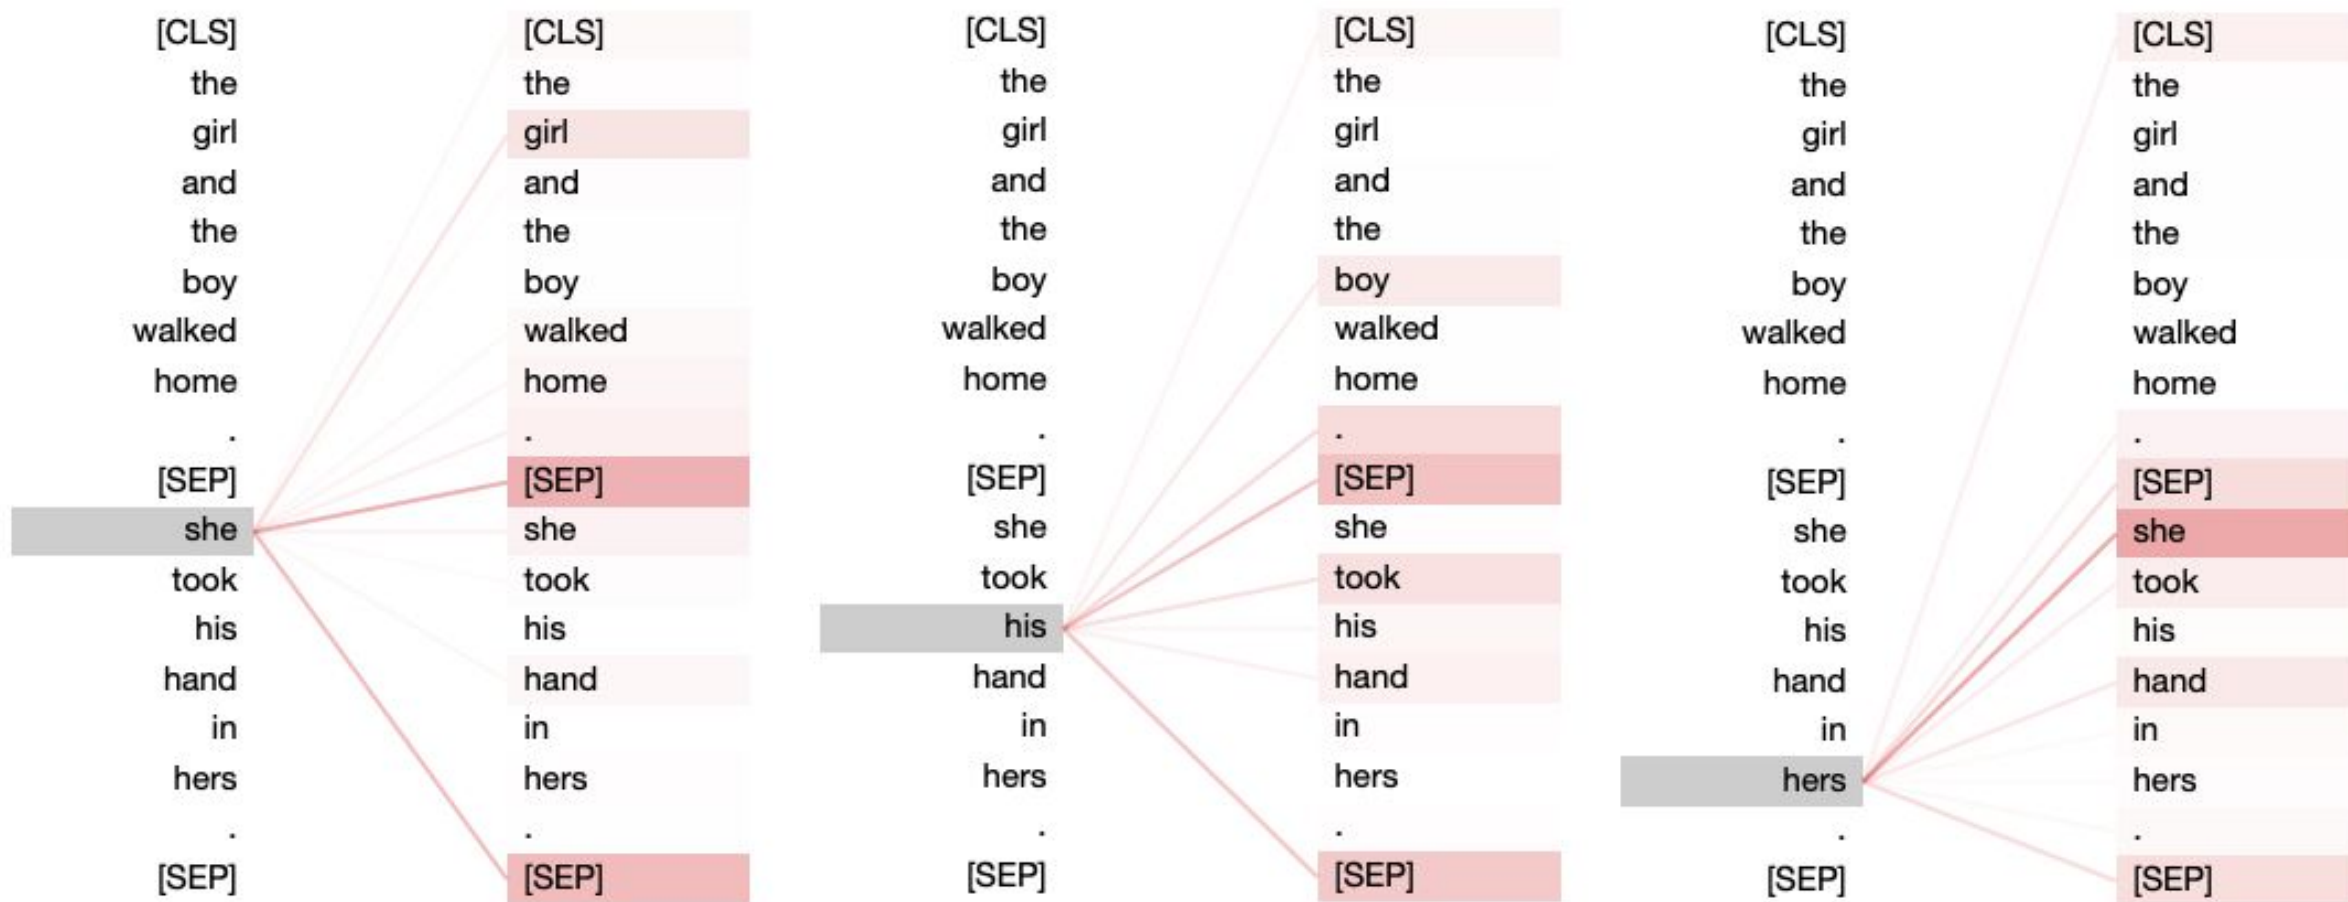 [CLS] [CLS] [CLS] [CLS] [CLS] [CLS]
the the the the the the
girl girl girl girl girl girl
and and and and and and
the the the the the the
boy boy boy boy boy boy
walked walked walked walked walked walked
home home home home home home
. . . . . .
[SEP] [SEP] [SEP] [SEP] [SEP] [SEP]
she she she she she she
took took took took took took
his his his his his his
hand hand hand hand hand hand
in in in in in in
hers hers hers hers hers hers
. . . . . .
[SEP] [SEP] [SEP] [SEP] [SEP] [SEP]